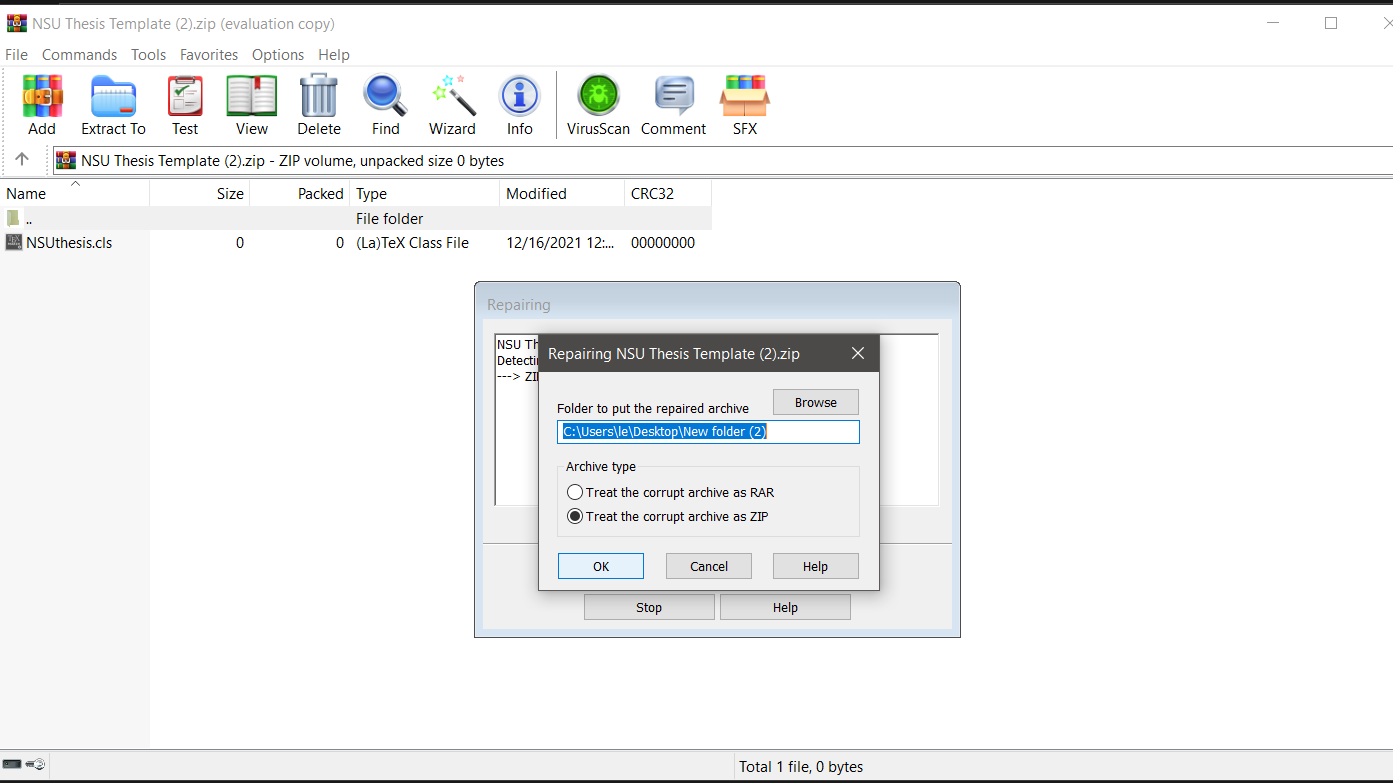 NSU Thesis Template (2).zip (evaluation copy)
File Commands Tools Favorites Options Help
Add Extract To Test View Delete Find Wizard Info VirusScan Comment SFX
NSU Thesis Template (2).zip - ZIP volume, unpacked size 0 bytes
Name Size Packed Type Modified CRC32
.. File folder
NSUthesis.cls 0 0 (La)TeX Class File 12/16/2021 12:... 00000000
Repairing
NSU Th
Detectin
---> ZI
Repairing NSU Thesis Template (2).zip
Browse
Folder to put the repaired archive
C:\Users\le\Desktop\New folder (2)
Archive type
Treat the corrupt archive as RAR
Treat the corrupt archive as ZIP
OK Cancel Help
Stop Help
Total 1 file, 0 bytes